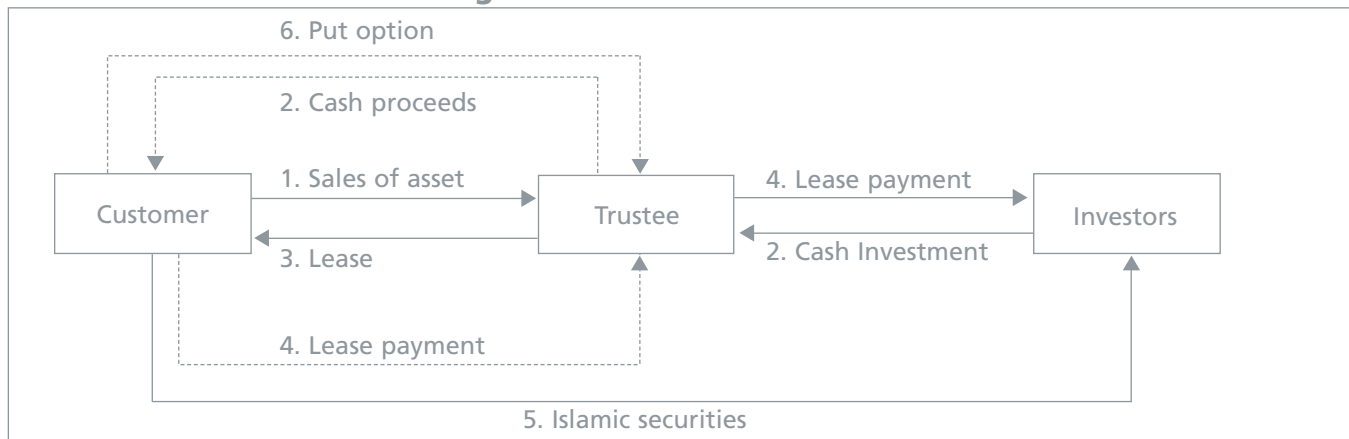 6. Put option
2. Cash proceeds
1. Sales of asset
4. Lease payment
Customer
Trustee
Investors
3. Lease
2. Cash Investment
4. Lease payment
5. Islamic securities